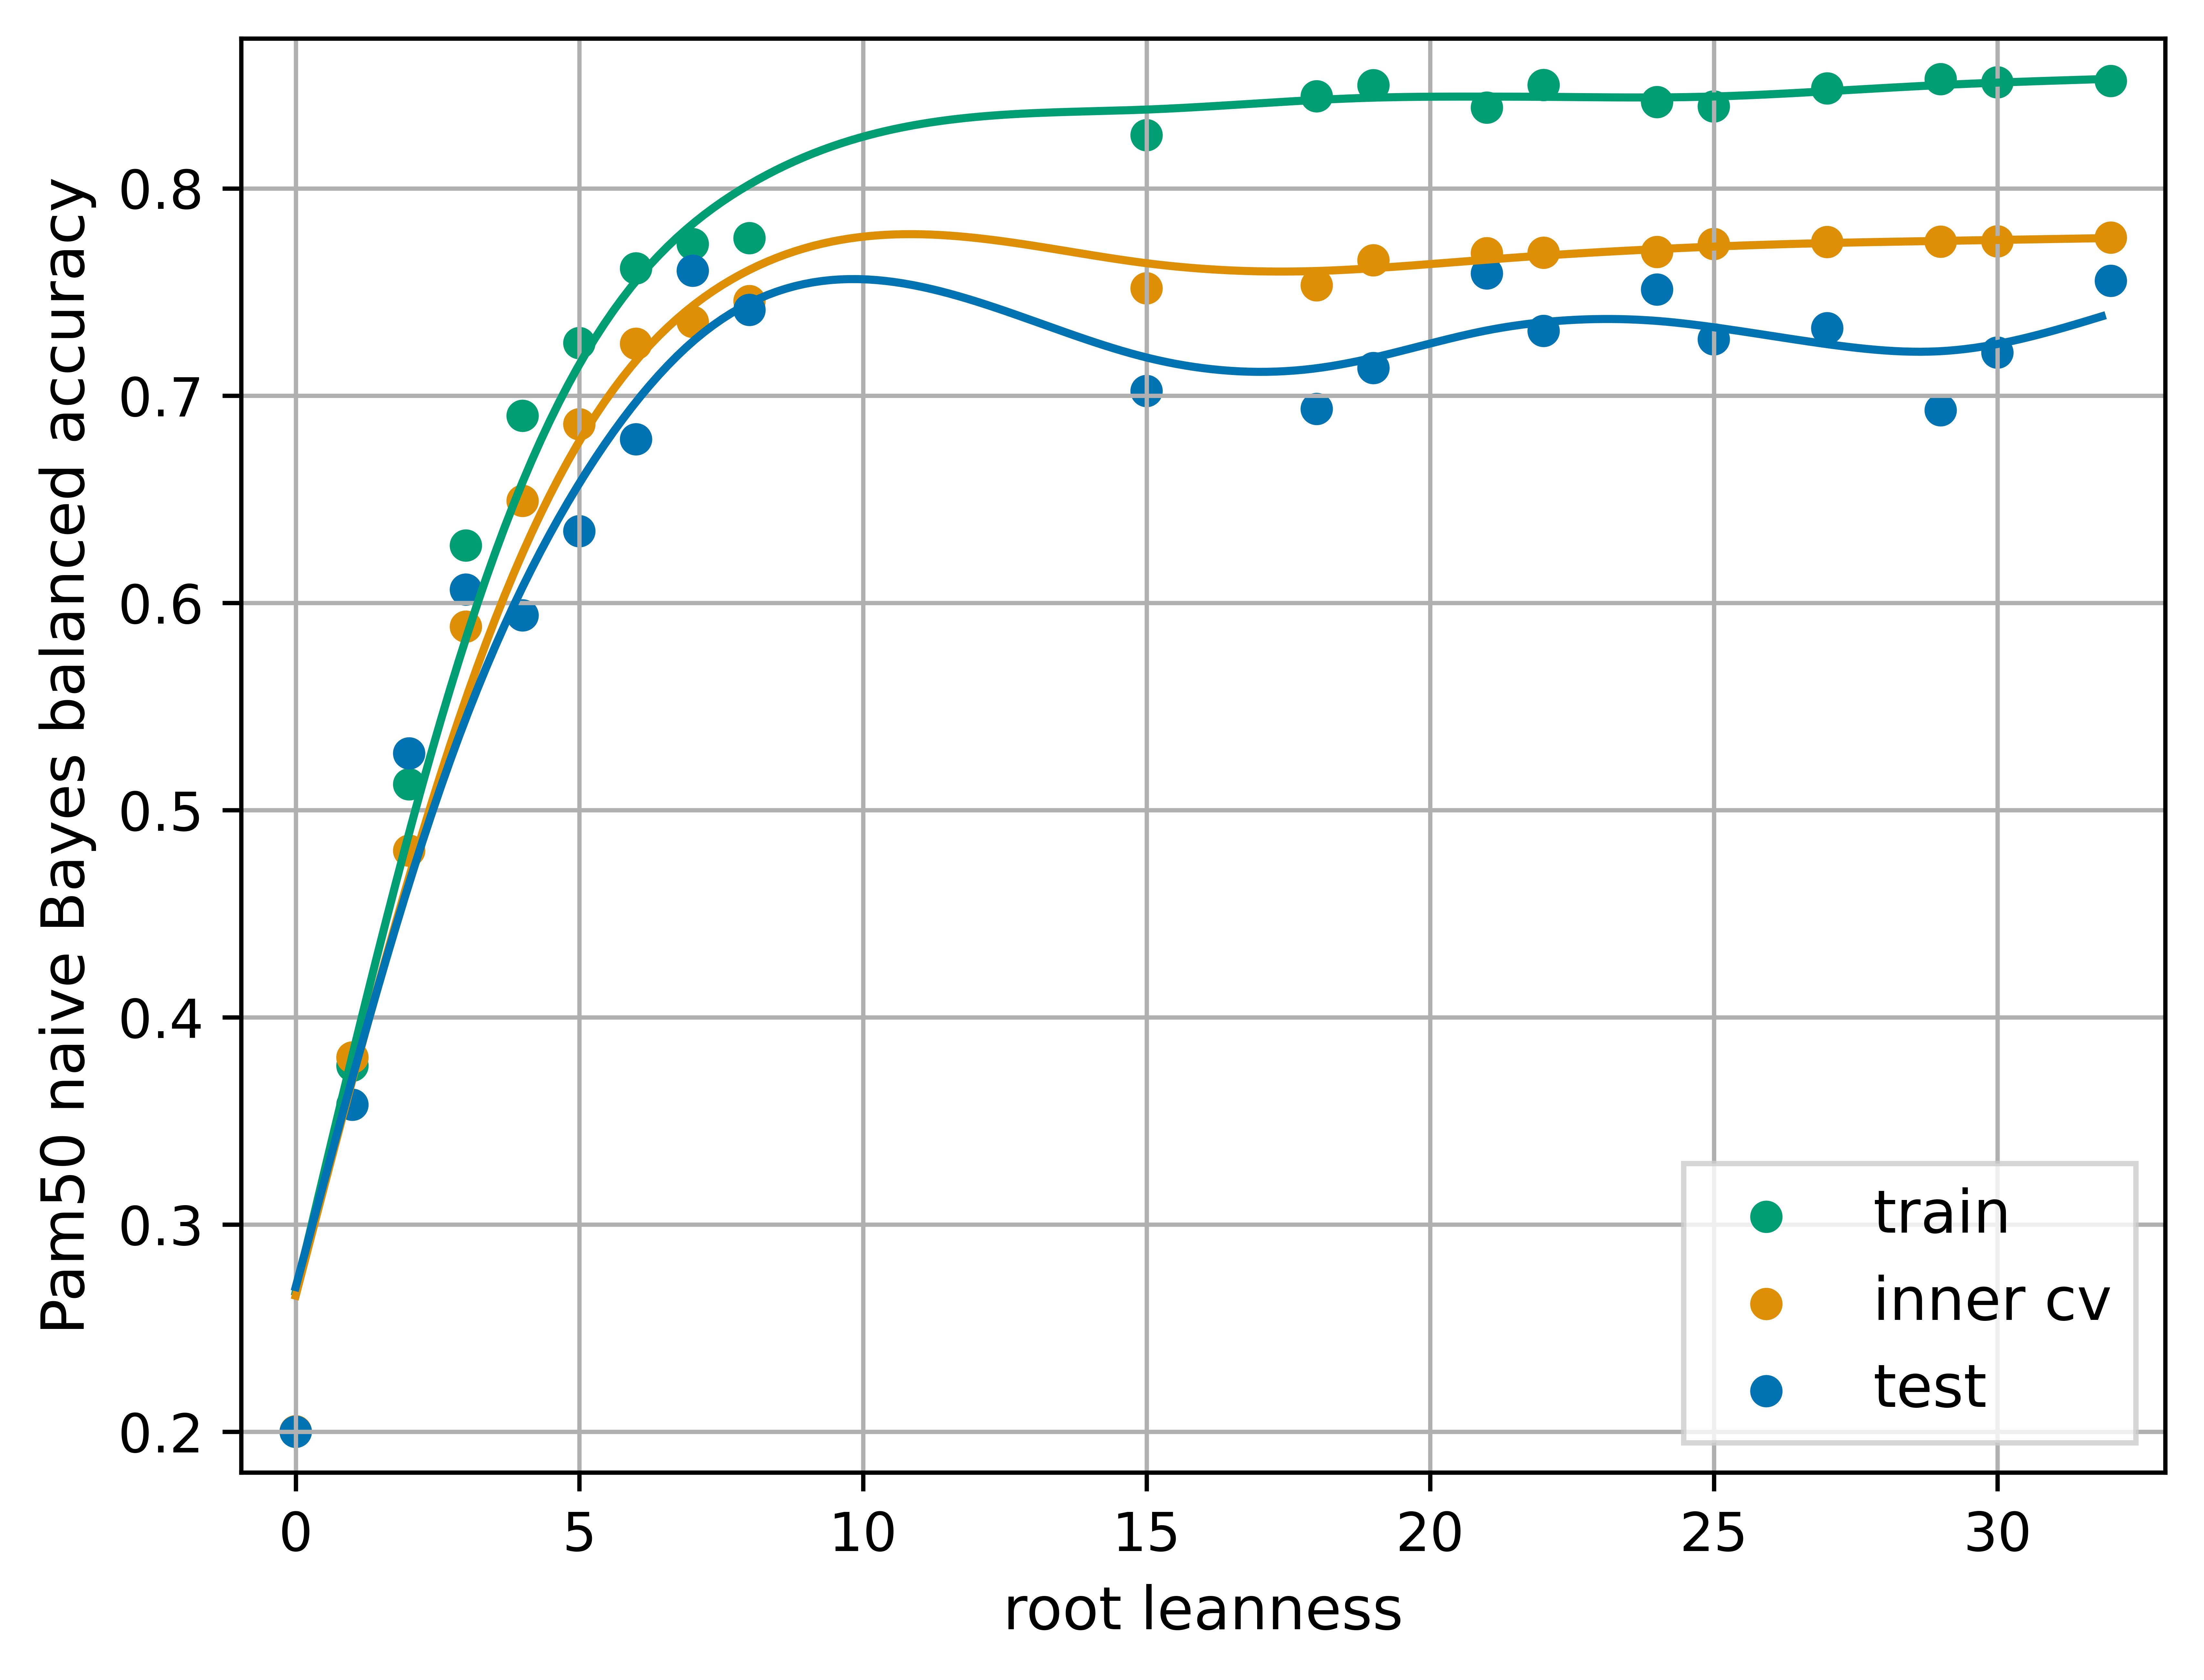 Pam50 naive Bayes balanced accuracy
0.8
0.7
0.6
0.5
0.4
0.3
0.2
train
inner cv
test
0 5 10 15 20 25 30
root leanness